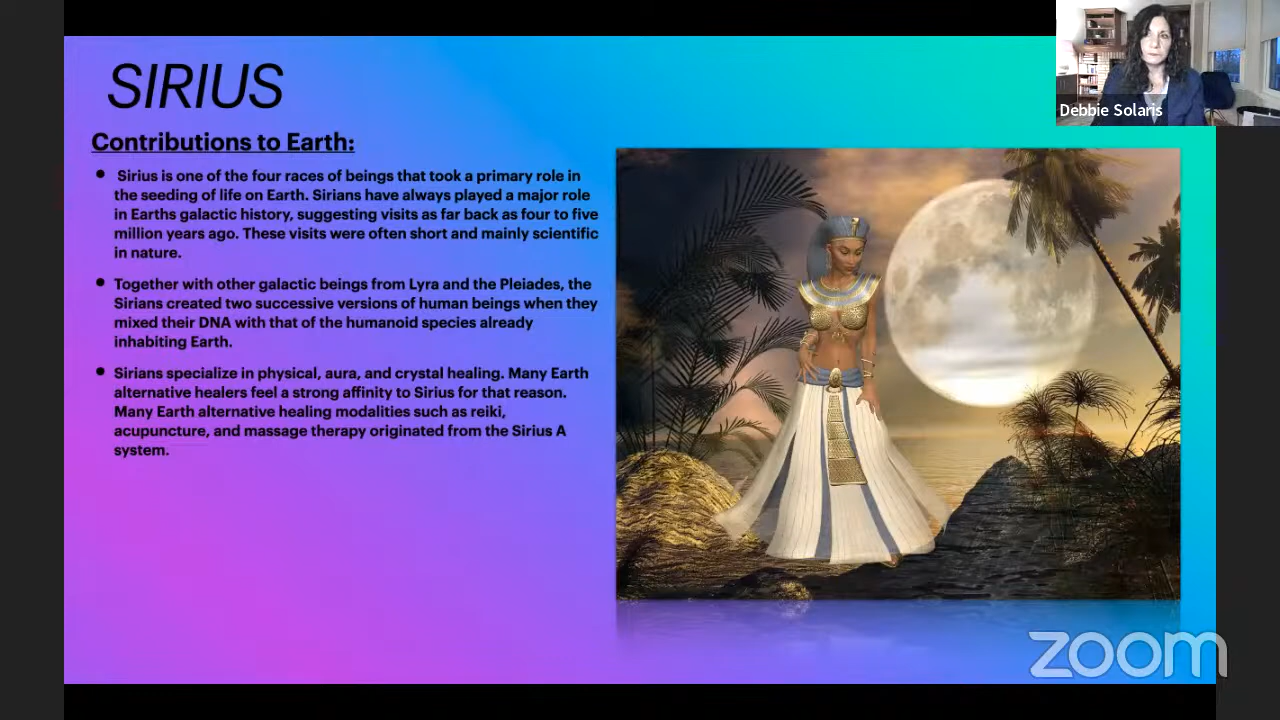 SIRIUS
Debbie Solaris
Contributions to Earth:
Sirius is one of the four races of beings that took a primary role in
the seeding of life on Earth. Sirians have always played a major role
in Earths galactic history, suggesting visits as far back as four to five
million years ago. These visits were often short and mainly scientific
in nature.
Together with other galactic beings from Lyra and the Pleiades, the
Sirians created two successive versions of human beings when they
mixed their DNA with that of the humanoid species already
inhabiting Earth.
Sirians specialize in physical, aura, and crystal healing. Many Earth
alternative healers feel a strong affinity to Sirius for that reason.
Many Earth alternative healing modalities such as reiki,
acupuncture, and massage therapy originated from the Sirius A
system.
zoom